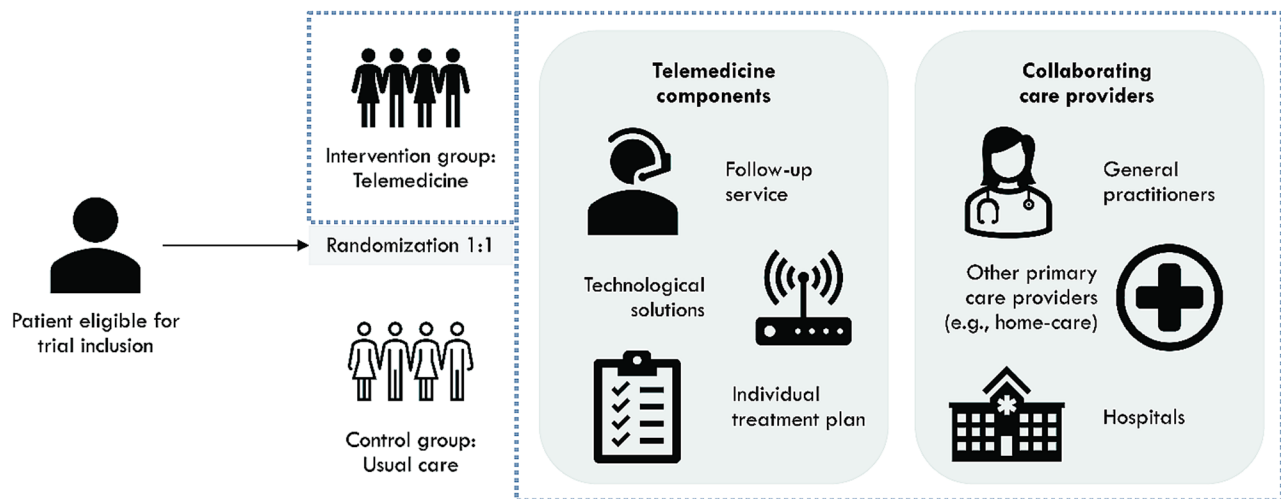 Patient eligible for
trial inclusion
Intervention group:
Telemedicine
Randomization 1:1
Control group:
Usual care
Telemedicine
components
Follow-up
service
Technological
solutions
Individual
treatment plan
Collaborating
care providers
General
practitioners
Other primary
care providers
(e.g., home-care)
Hospitals